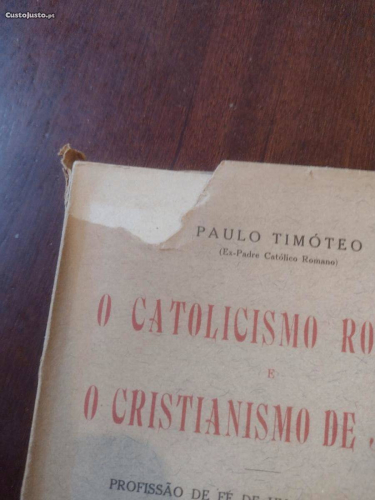 CustoJusto.pt
PAULO TIMÓTEO
(Ex-Padre Católico Romano)
O CATOLICISMO RO
E
O CRISTIANISMO DE
PROFISSÃO DE FÉ DE